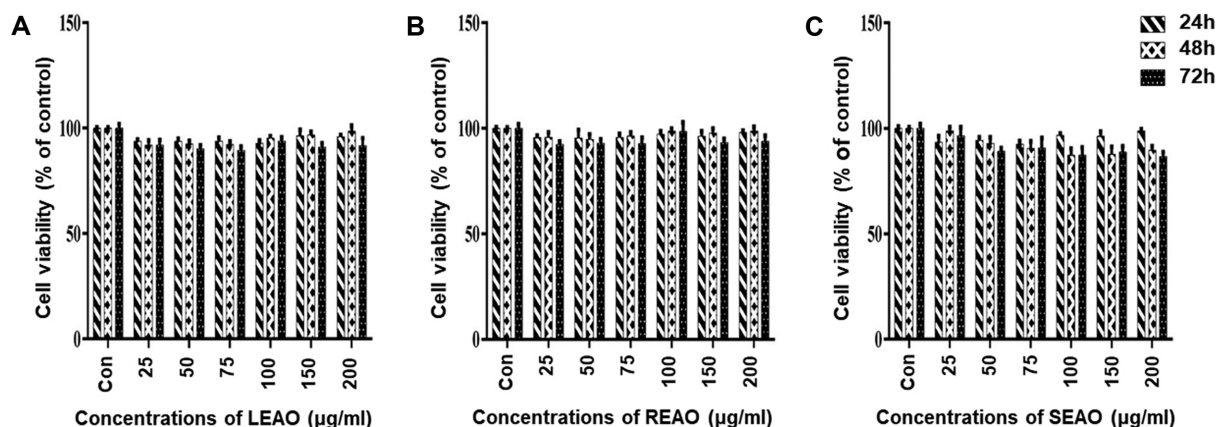 A
150
100
50
0
Cell viability (% of control)
Con
25
50
75
100
150
200
Concentrations of LEAO (µg/ml)
B
150
100
50
0
Cell viability (% of control)
Con
25
50
75
100
150
200
Concentrations of REAO (µg/ml)
C
150
100
50
0
Cell viability (% of control)
Con
25
50
75
100
150
200
Concentrations of SEAO (µg/ml)
24h
48h
72h